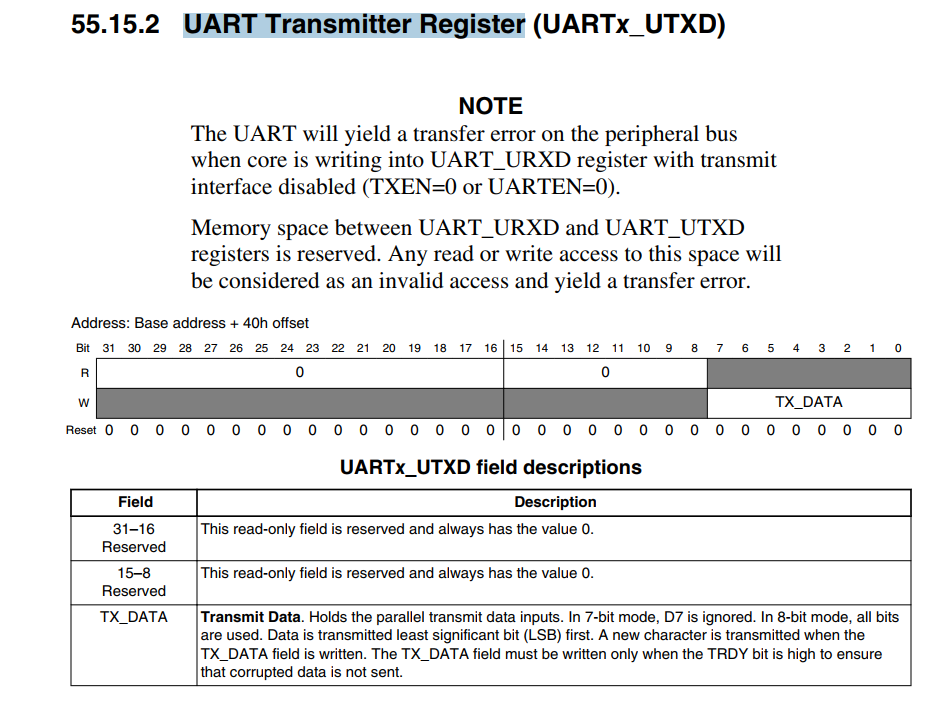 55.15.2 UART Transmitter Register (UARTx_UTXD)
NOTE
The UART will yield a transfer error on the peripheral bus
when core is writing into UART_URXD register with transmit
interface disabled (TXEN=0 or UARTEN=0).
Memory space between UART_URXD and UART_UTXD
registers is reserved. Any read or write access to this space will
be considered as an invalid access and yield a transfer error.
Address: Base address + 40h offset
Bit 31 30 29 28 27 26 25 24 23 22 21 20 19 18 17 16 15 14 13 12 11 10 9 8 7 6 5 4 3 2 1 0
R 0 0
W TX_DATA
Reset 0 0 0 0 0 0 0 0 0 0 0 0 0 0 0 0 0 0 0 0 0 0 0 0 0 0 0 0 0 0 0 0
UARTx_UTXD field descriptions
Field Description
31–16 This read-only field is reserved and always has the value 0.
Reserved
15–8 This read-only field is reserved and always has the value 0.
Reserved
TX_DATA Transmit Data. Holds the parallel transmit data inputs. In 7-bit mode, D7 is ignored. In 8-bit mode, all bits
are used. Data is transmitted least significant bit (LSB) first. A new character is transmitted when the
TX_DATA field is written. The TX_DATA field must be written only when the TRDY bit is high to ensure
that corrupted data is not sent.